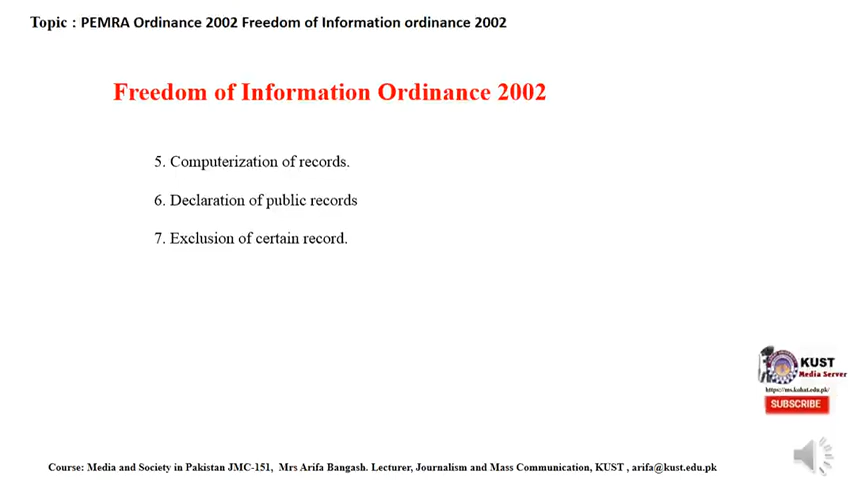 Topic : PEMRA Ordinance 2002 Freedom of Information ordinance 2002
Freedom of Information Ordinance 2002
5. Computerization of records.
6. Declaration of public records
7. Exclusion of certain record.
KUST
Media Server
https://ms.kohat.edu.pk/
SUBSCRIBE
Course: Media and Society in Pakistan JMC-151, Mrs Arifa Bangash. Lecturer, Journalism and Mass Communication, KUST , arifa@kust.edu.pk